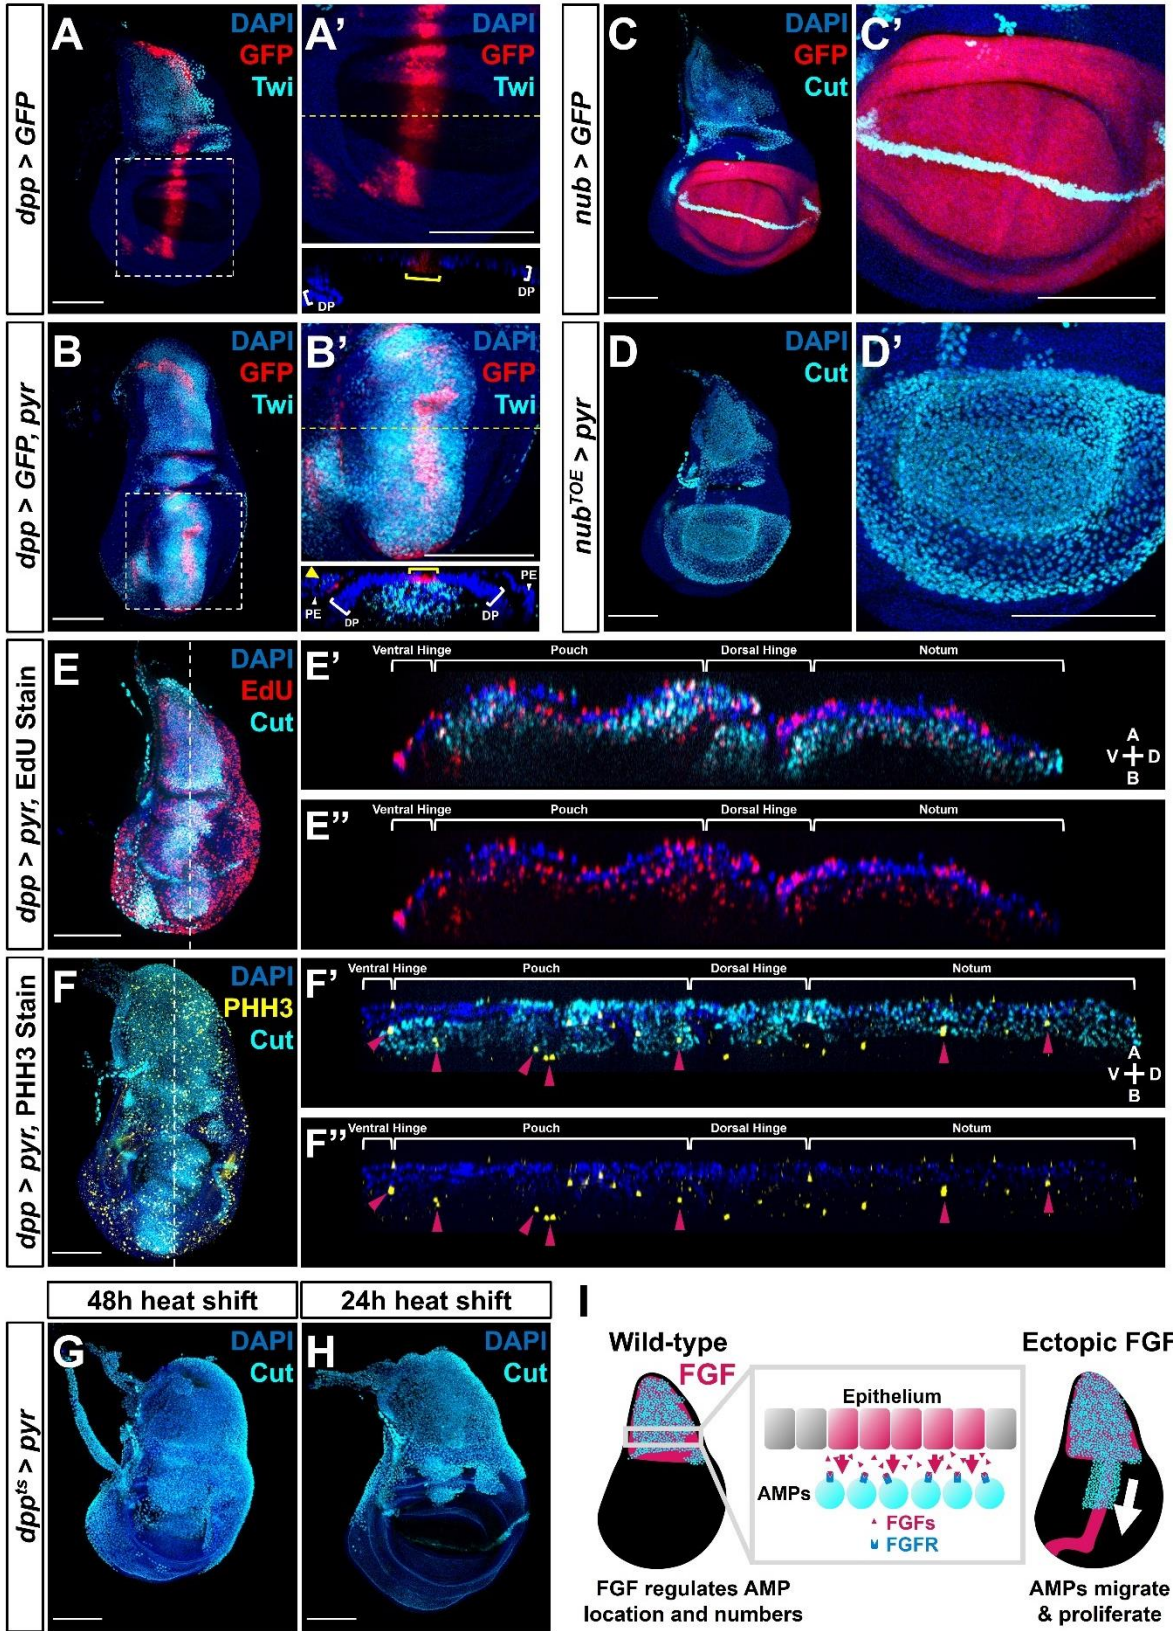 dpp > GFP
A
DAPI
GFP
Twi
A'
DAPI
GFP
Twi
DP
DP
nub > GFP
C
DAPI
GFP
Cut
C'
dpp > GFP, pyr
B
DAPI
GFP
Twi
B'
DAPI
GFP
Twi
PE
DP
DP
PE
nubTOE > pyr
D
DAPI
Cut
D'
dpp > pyr, EdU Stain
E
DAPI
EdU
Cut
E'
Ventral Hinge Pouch Dorsal Hinge Notum
A
V D
B
E"
Ventral Hinge Pouch Dorsal Hinge Notum
dpp > pyr, PHH3 Stain
F
DAPI
PHH3
Cut
F'
Ventral Hinge Pouch Dorsal Hinge Notum
A
V D
B
F"
Ventral Hinge Pouch Dorsal Hinge Notum
48h heat shift
24h heat shift
dppts > pyr
G
DAPI
Cut
H
DAPI
Cut
I
Wild-type
FGF
Ectopic FGF
Epithelium
AMPs
FGFs
FGFR
FGF regulates AMP
location and numbers
AMPs migrate
& proliferate